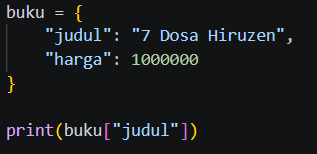 buku = {
    "judul": "7 Dosa Hiruzen",
    "harga": 1000000
}
print(buku["judul"])